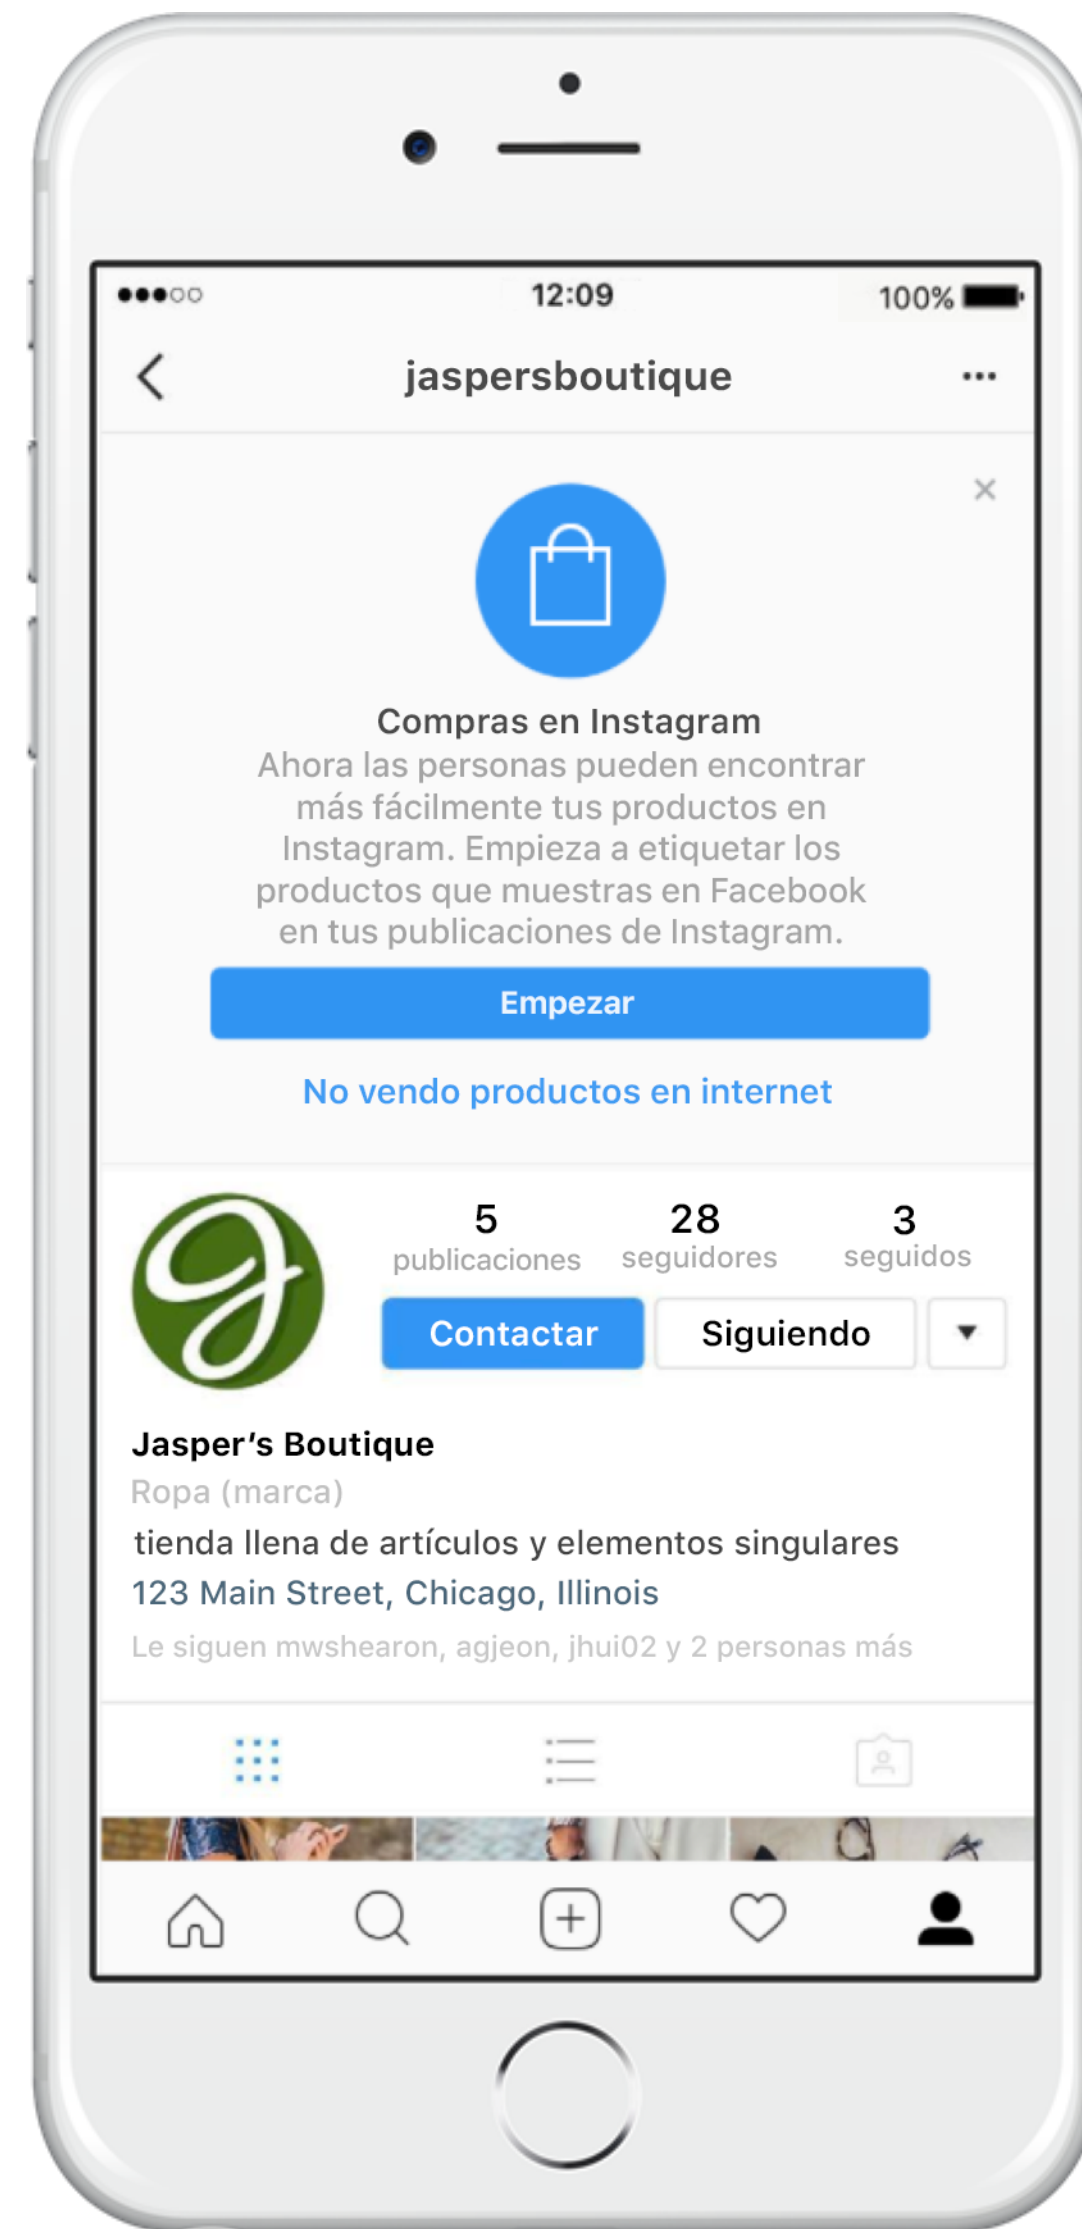 12:09
100%
jaspersboutique
Compras en Instagram
Ahora las personas pueden encontrar
más fácilmente tus productos en
Instagram. Empieza a etiquetar los
productos que muestras en Facebook
en tus publicaciones de Instagram.
Empezar
No vendo productos en internet
5 28 3
publicaciones seguidores seguidos
Contactar Siguiendo
Jasper's Boutique
Ropa (marca)
tienda llena de artículos y elementos singulares
123 Main Street, Chicago, Illinois
Le siguen mwshearon, agjeon, jhui02 y 2 personas más